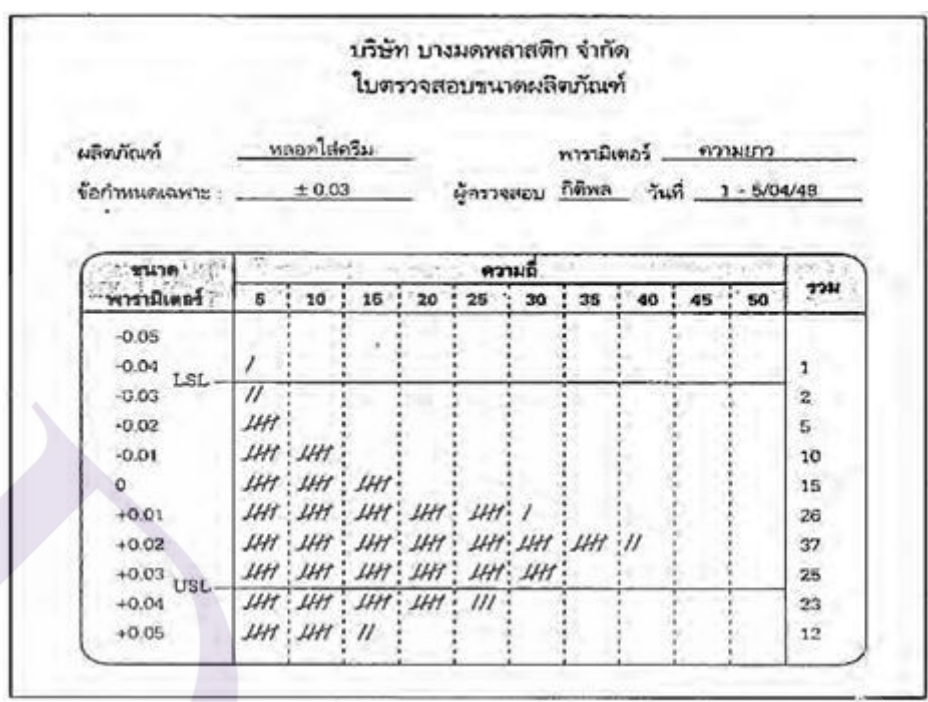 บริษัท บางมดพลาสติก จำกัด
ใบตรวจสอบขนาดผลิตภัณฑ์
ผลิตภัณฑ์ หลอดใส่ครีม พารามิเตอร์ ความยาว
ข้อกำหนดเฉพาะ : ± 0.03 ผู้ตรวจสอบ กิติพล วันที่ 1 - 5/04/48
ขนาด ความถี่
พารามิเตอร์ 5 10 15 20 25 30 35 40 45 50 รวม
-0.05
-0.04 1
LSL
-0.03 2
-0.02 5
-0.01 10
0 15
+0.01 26
+0.02 37
+0.03 25
USL
+0.04 23
+0.05 12